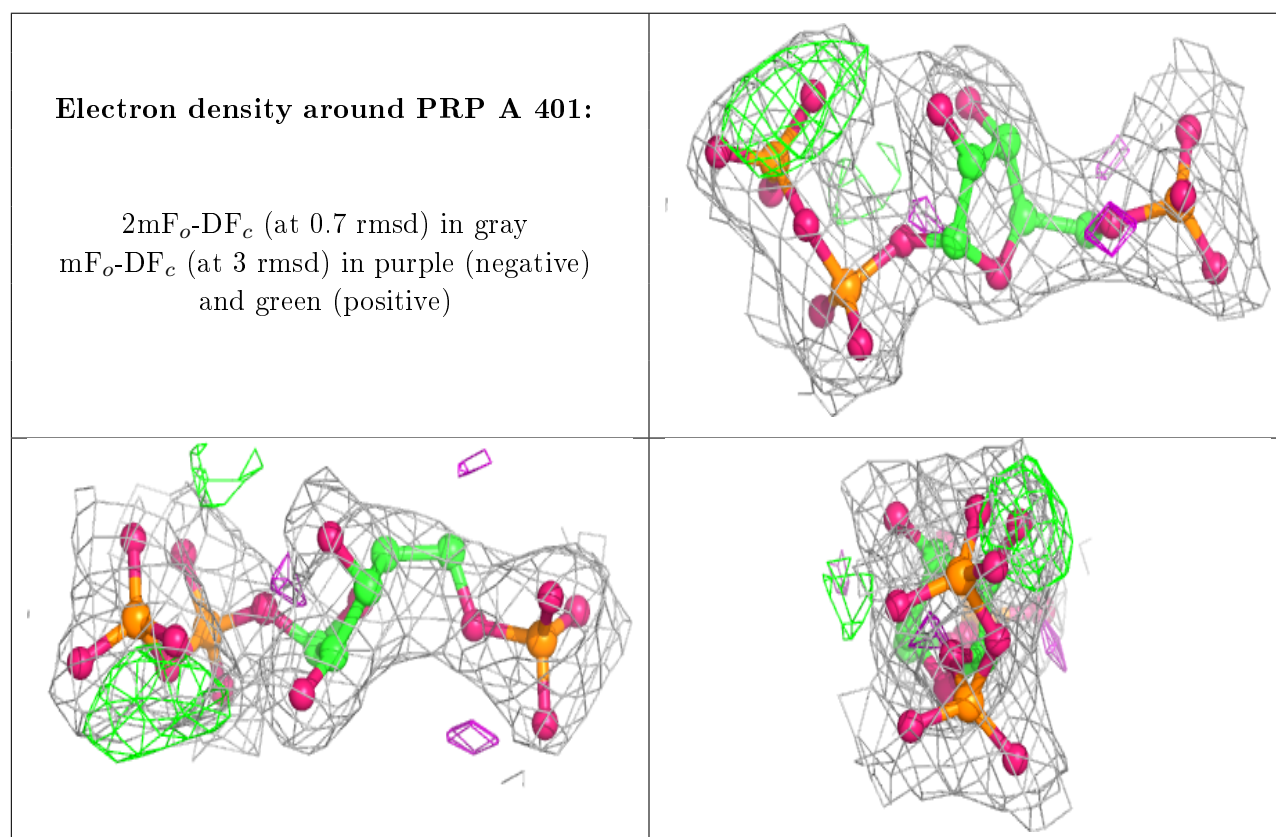 Electron density around PRP A 401:
2mFₒ-DF𝒸 (at 0.7 rmsd) in gray
mFₒ-DF𝒸 (at 3 rmsd) in purple (negative)
and green (positive)